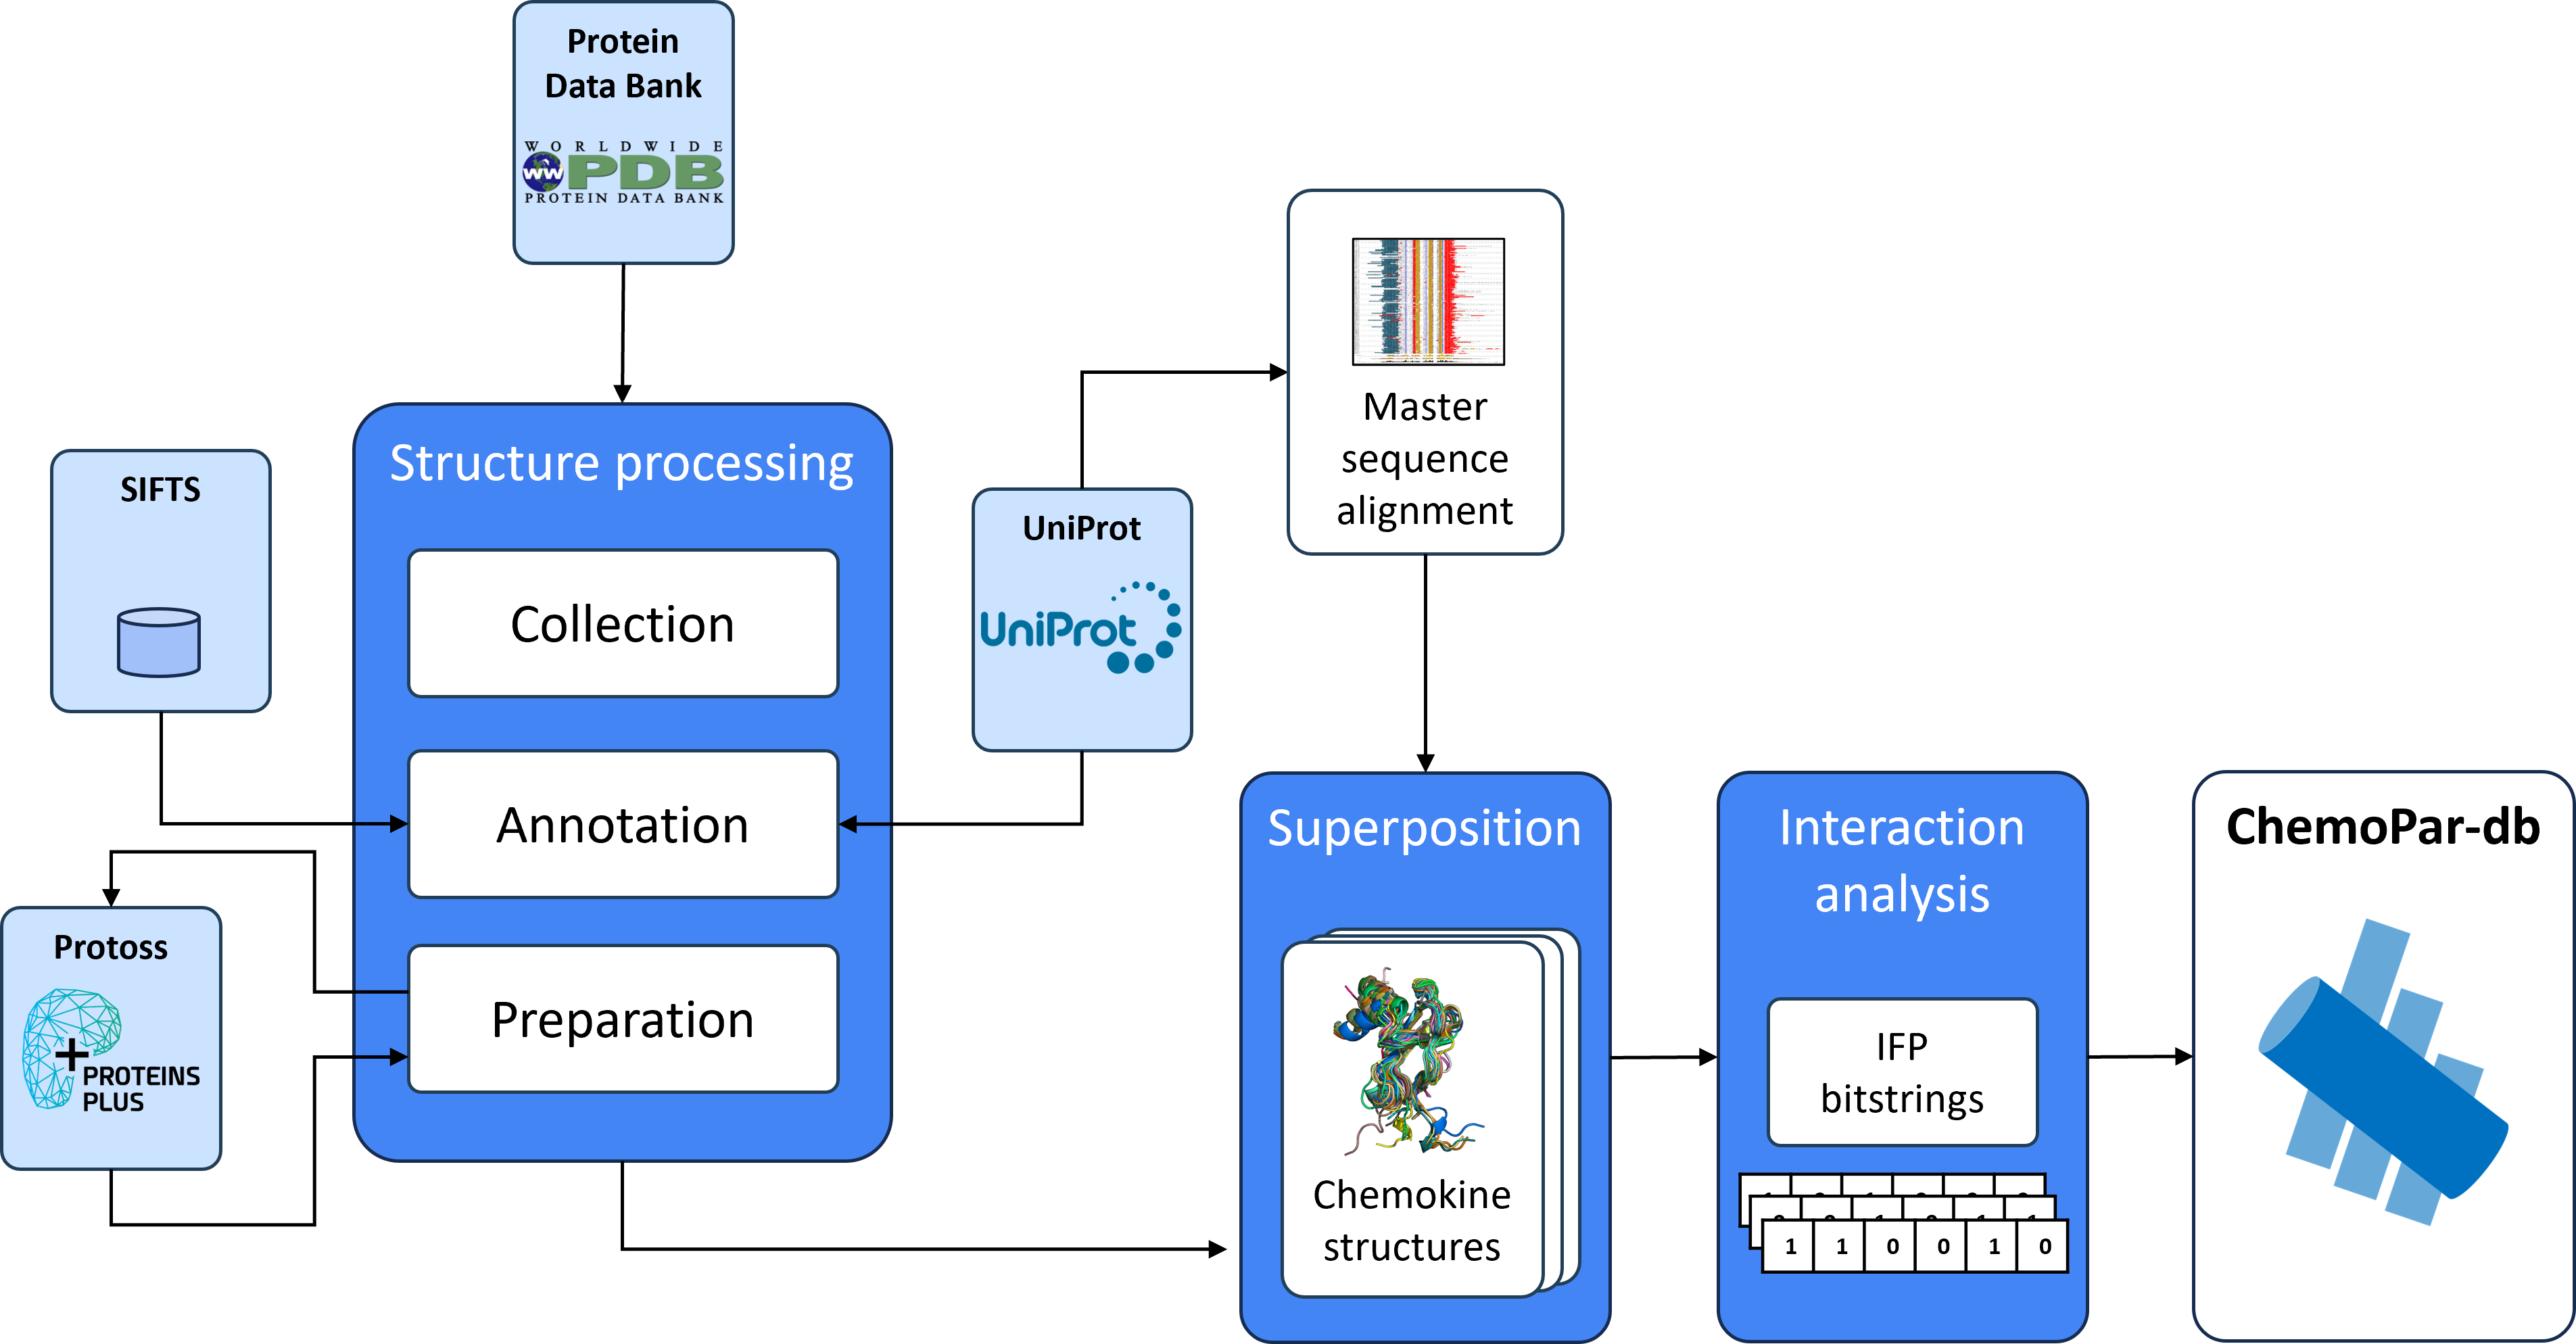 Protein
Data Bank
WORLDWIDE
WW PDB
PROTEIN DATA BANK
Structure processing
Collection
Annotation
Preparation
SIFTS
Protoss
PROTEINS
PLUS
UniProt
UniProt
Master
sequence
alignment
Superposition
Chemokine
structures
Interaction
analysis
IFP
bitstrings
1 1 0 0 1 0
ChemoPar-db